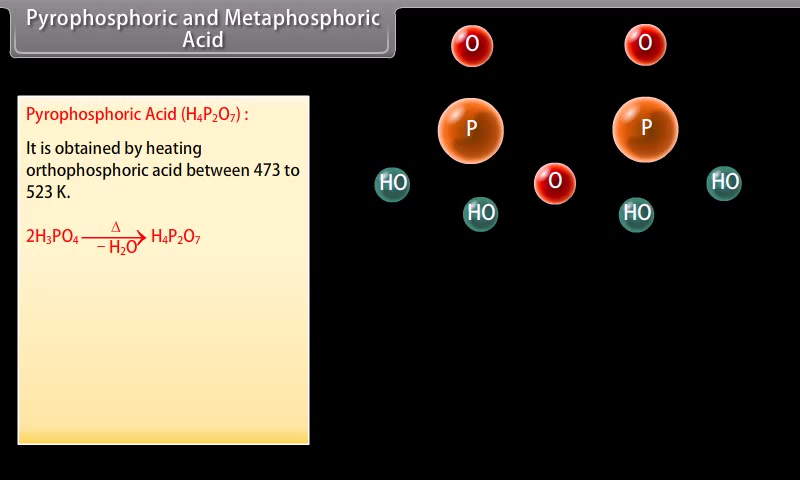 Pyrophosphoric and Metaphosphoric
Acid
Pyrophosphoric Acid (H₄P₂O₇) :
It is obtained by heating
orthophosphoric acid between 473 to
523 K.
Δ
2H₃PO₄ ⟶ H₄P₂O₇
– H₂O
O O
P P
HO HO O HO HO